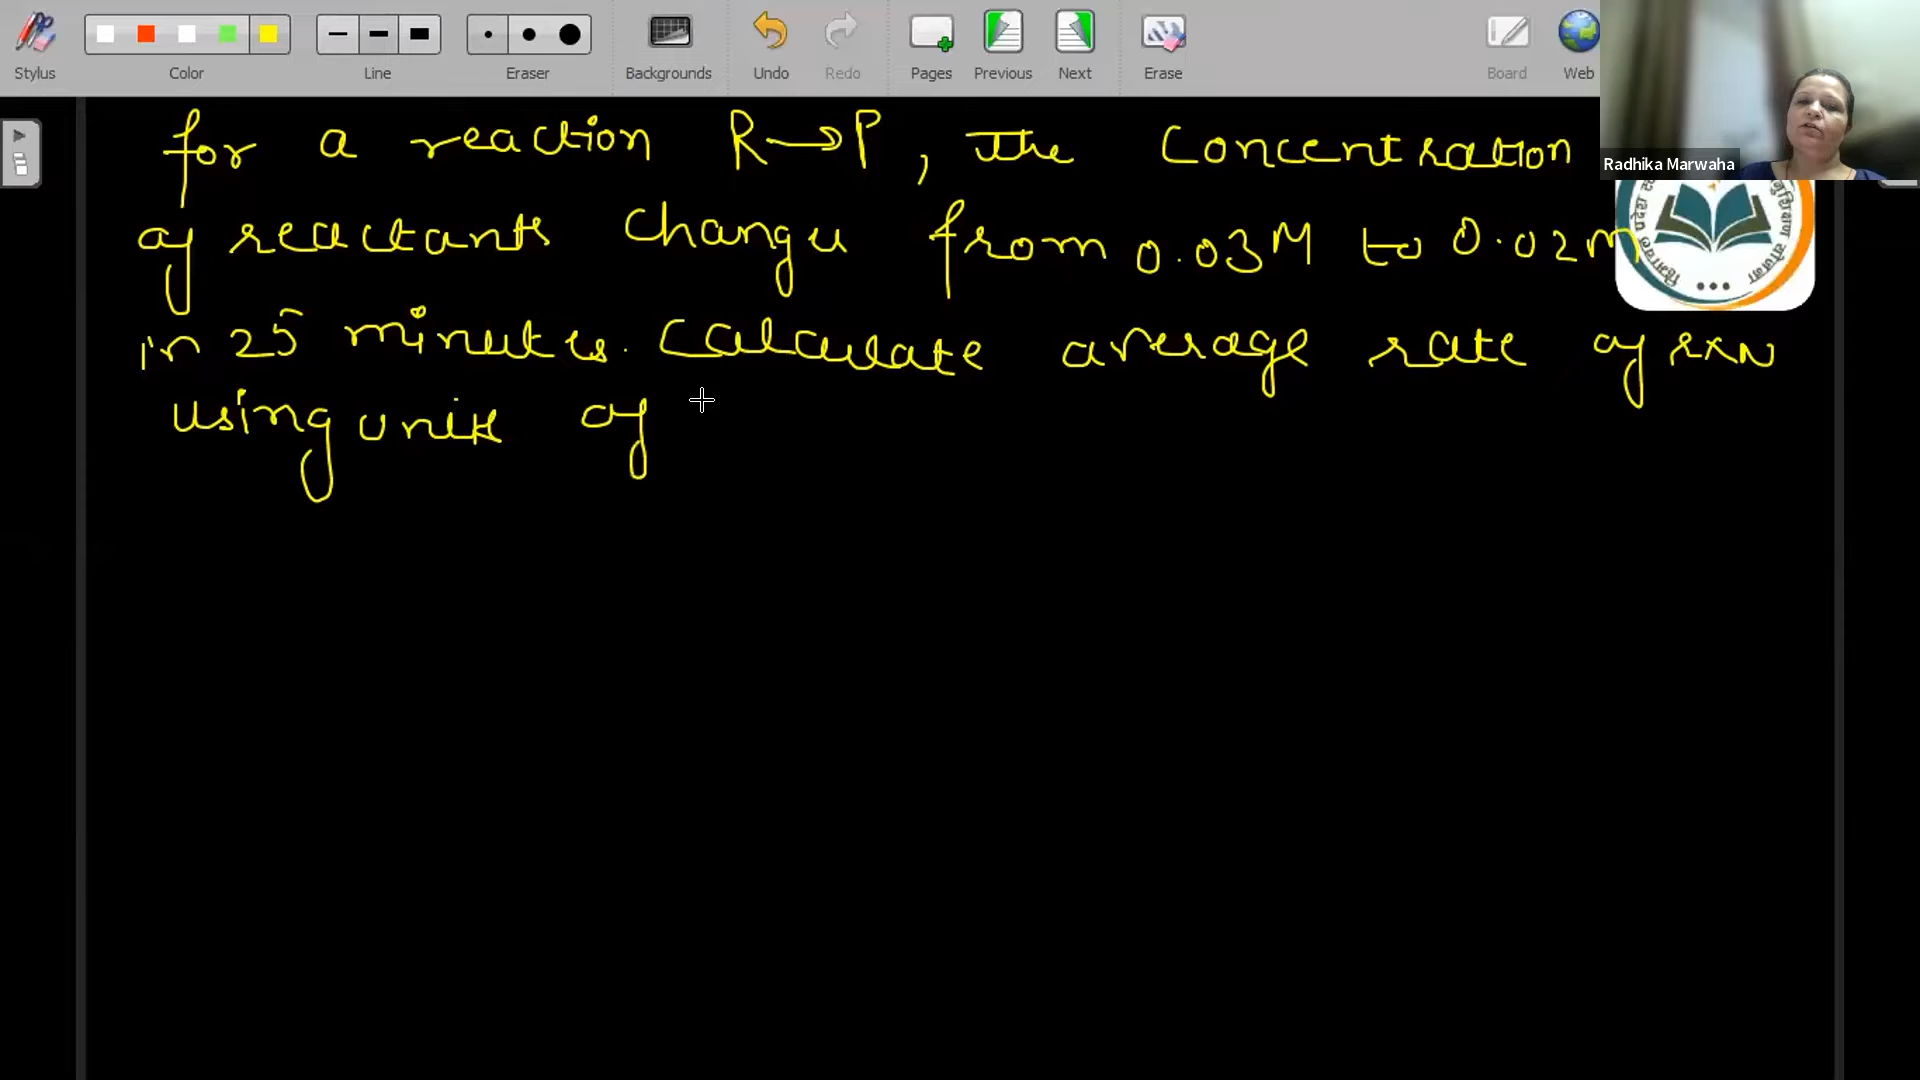 Stylus
Color
Line
Eraser
Backgrounds
Undo
Redo
Pages
Previous
Next
Erase
Board
Web
Radhika Marwaha
for a reaction R→P, The Concentration
of reactants changes from 0.03M to 0.02M
in 25 minutes. Calculate average rate of rxn
using units of